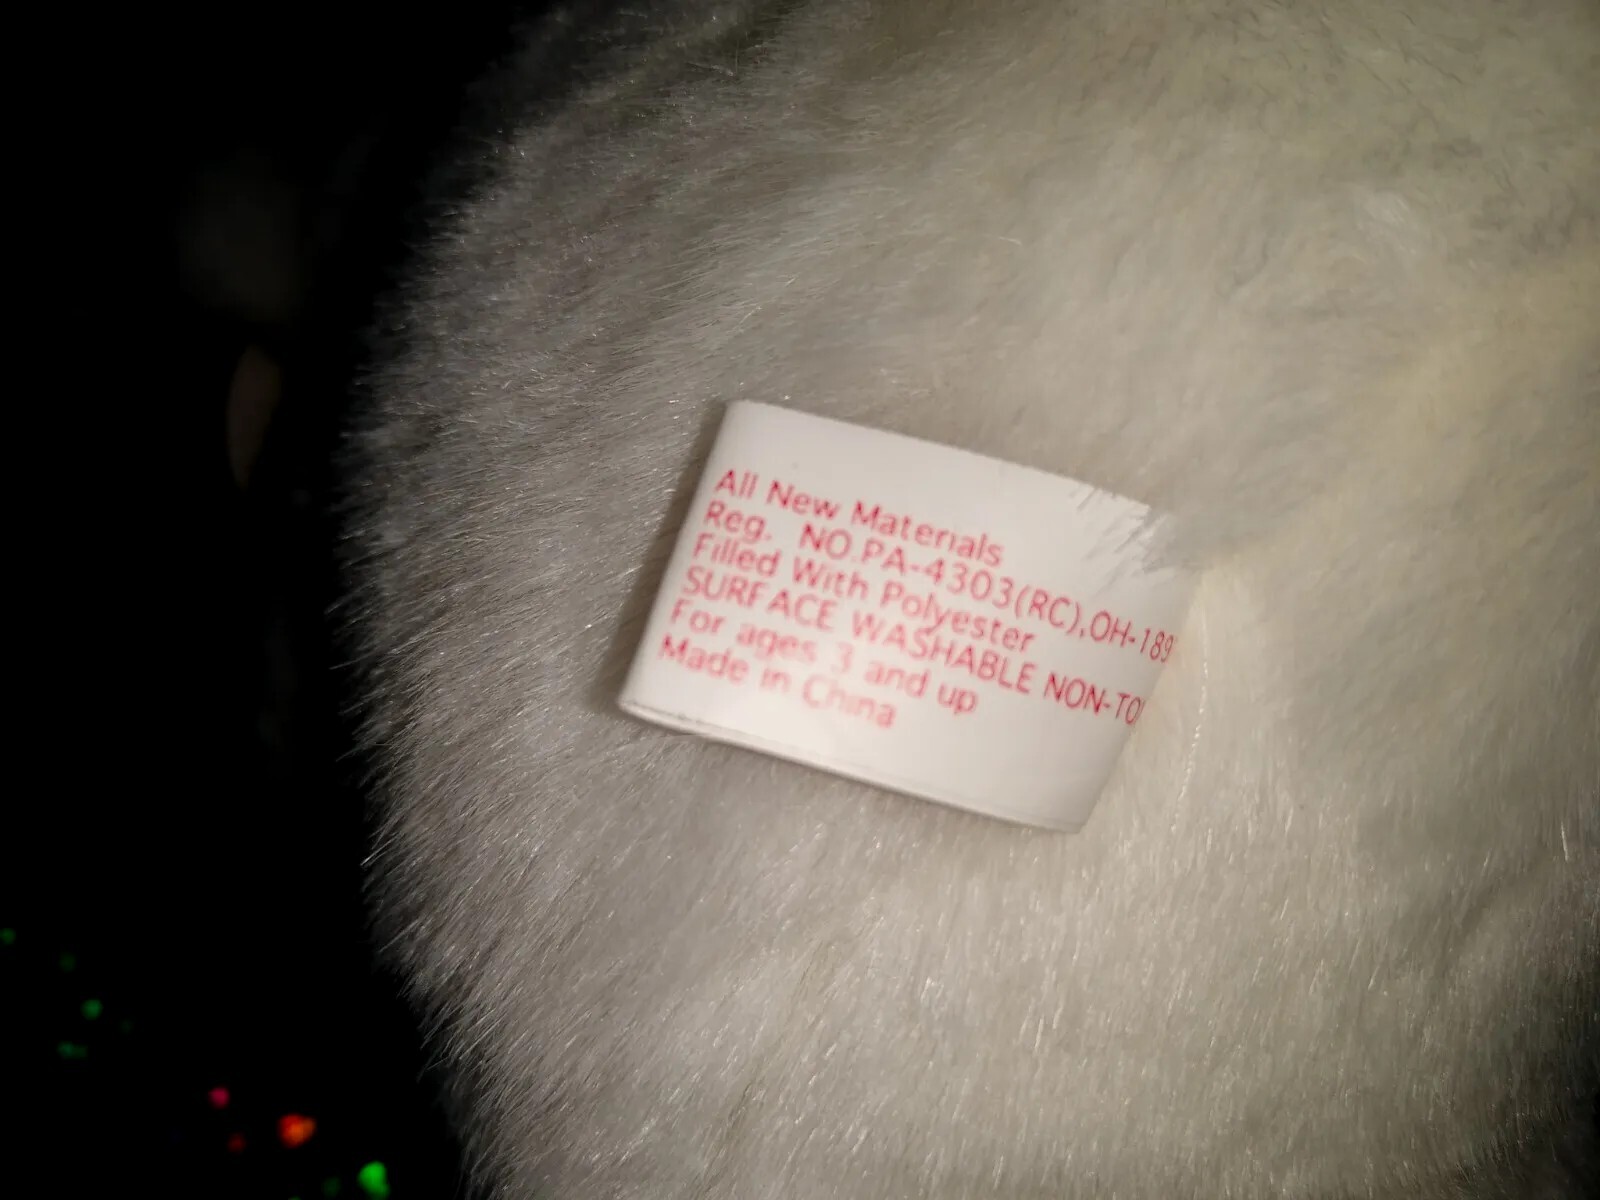 All New Materials
Reg. NO.PA-4303(RC),OH-189
Filled With Polyester
SURFACE WASHABLE NON-TO
For ages 3 and up
Made in China